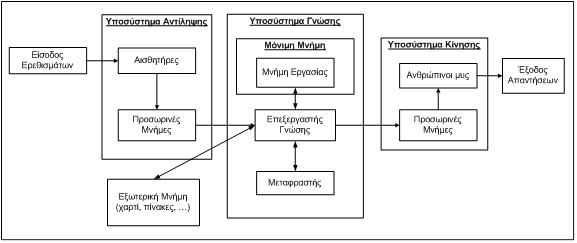 Υποσύστημα Αντίληψης
Υποσύστημα Γνώσης
Υποσύστημα Κίνησης
Μόνιμη Μνήμη
Είσοδος
Ερεθισμάτων
Αισθητήρες
Μνήμη Εργασίας
Ανθρώπινοι μυς
Έξοδος
Απαντήσεων
Προσωρινές
Μνήμες
Επεξεργαστής
Γνώσης
Προσωρινές
Μνήμες
Εξωτερική Μνήμη
(χαρτί, πίνακες, ...)
Μεταφραστής